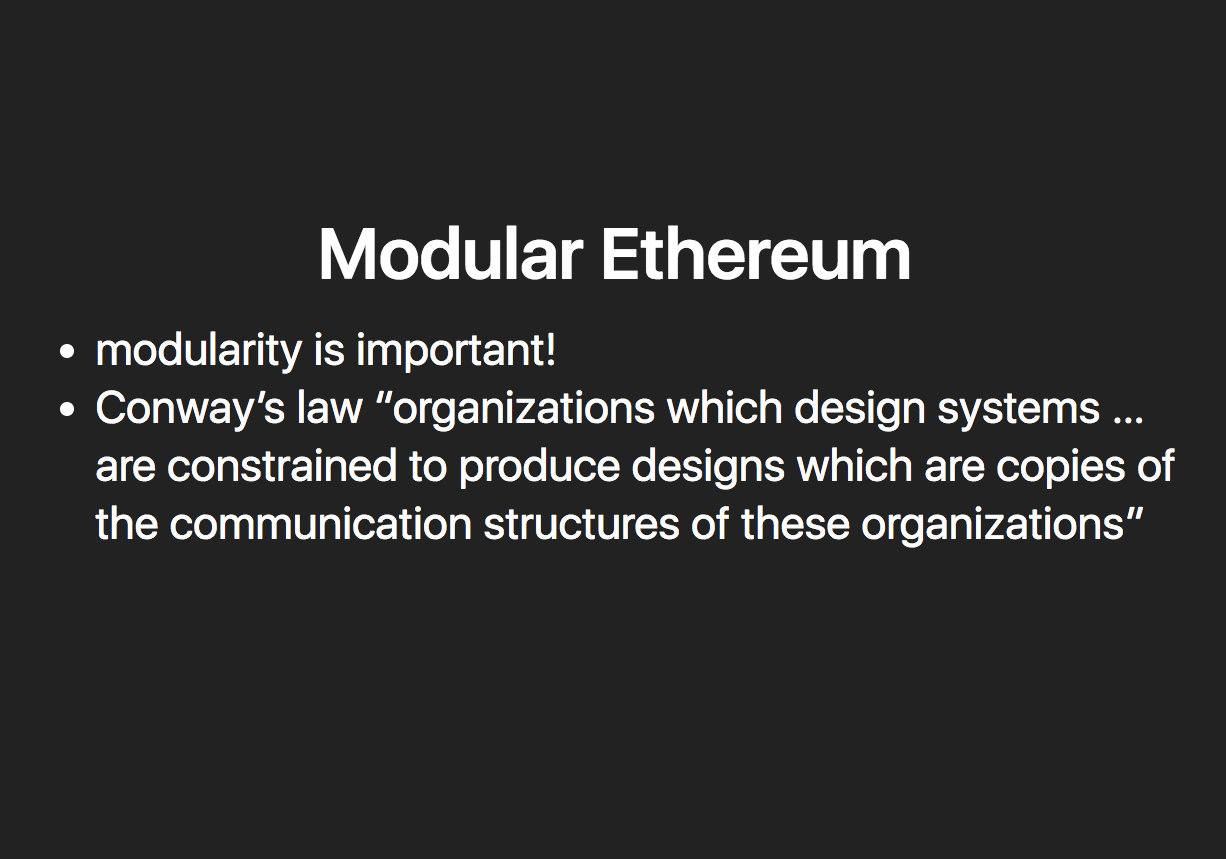 Modular Ethereum
• modularity is important!
• Conway’s law “organizations which design systems ...
are constrained to produce designs which are copies of
the communication structures of these organizations”